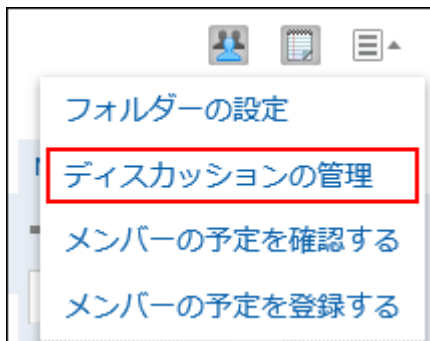 フォルダーの設定
ディスカッションの管理
メンバーの予定を確認する
メンバーの予定を登録する